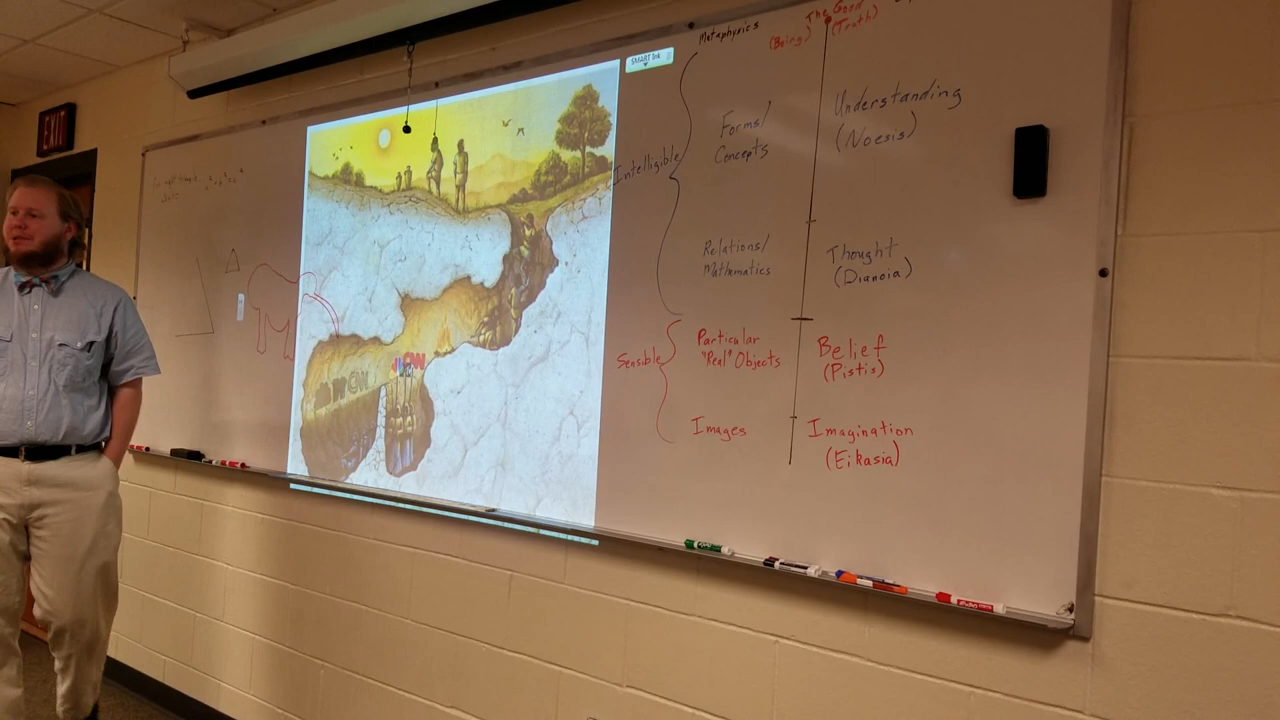 EXIT
SMART Ink
Metaphysics
The Good
(Being) (Truth)
Intelligible
Forms/
Concepts
Understanding
(Noesis)
Relations/
Mathematics
Thought
(Dianoia)
Sensible
Particular
"Real" Objects
Belief
(Pistis)
Images
Imagination
(Eikasia)
CNN
EXPO